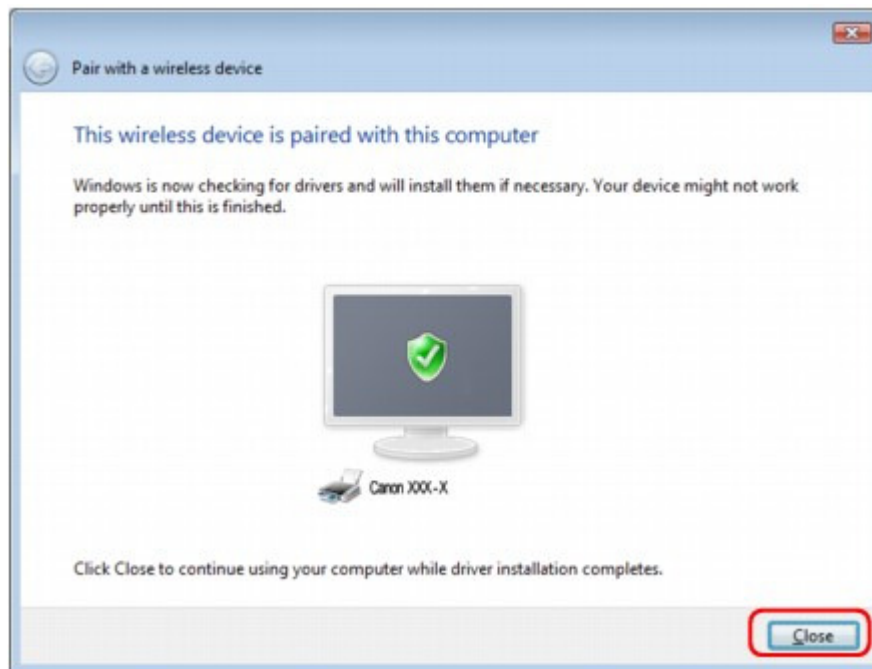 Pair with a wireless device
This wireless device is paired with this computer
Windows is now checking for drivers and will install them if necessary. Your device might not work
properly until this is finished.
Canon XXX-X
Click Close to continue using your computer while driver installation completes.
Close